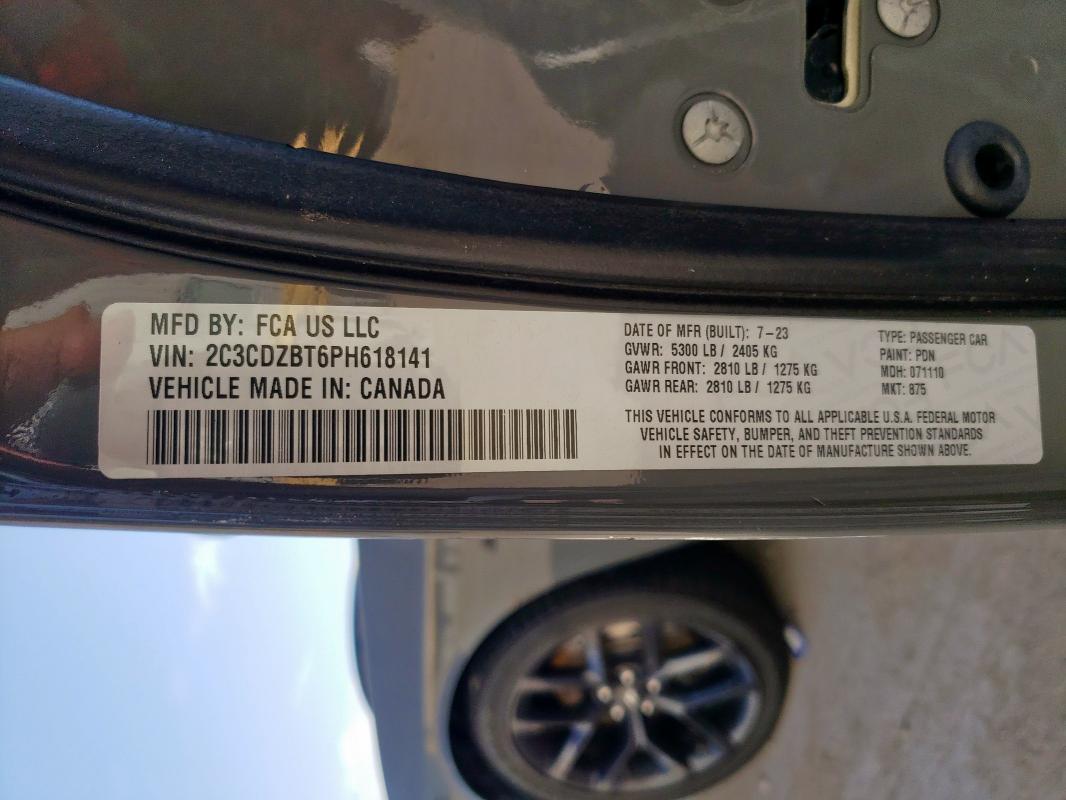 MFD BY: FCA US LLC
VIN: 2C3CDZBT6PH618141
VEHICLE MADE IN: CANADA
DATE OF MFR (BUILT): 7-23
GVWR: 5300 LB / 2405 KG
GAWR FRONT: 2810 LB / 1275 KG
GAWR REAR: 2810 LB / 1275 KG
TYPE: PASSENGER CAR
PAINT: PDN
MDH: 071110
MKT: 875
THIS VEHICLE CONFORMS TO ALL APPLICABLE U.S.A. FEDERAL MOTOR
VEHICLE SAFETY, BUMPER, AND THEFT PREVENTION STANDARDS
IN EFFECT ON THE DATE OF MANUFACTURE SHOWN ABOVE.